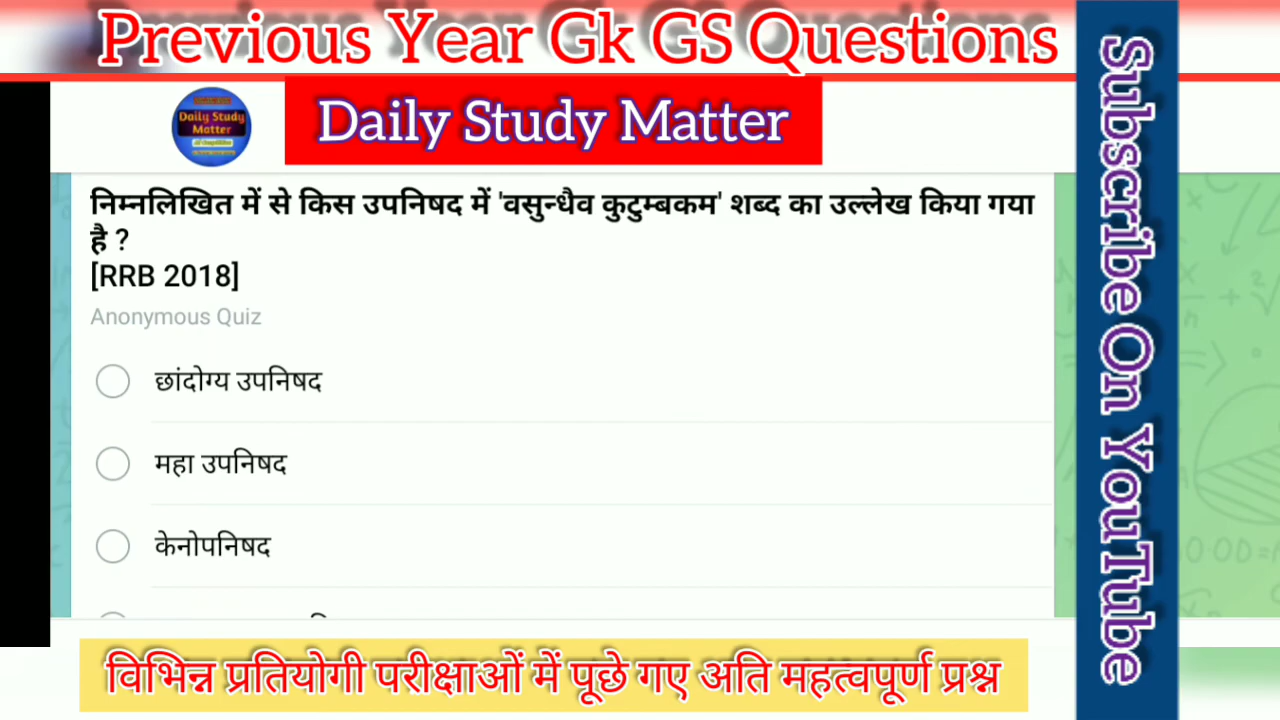 Previous Year Gk GS Questions
Daily Study
Matter
Daily Study Matter
निम्नलिखित में से किस उपनिषद में 'वसुन्धैव कुटुम्बकम' शब्द का उल्लेख किया गया
है ?
[RRB 2018]
Anonymous Quiz
छांदोग्य उपनिषद
महा उपनिषद
केनोपनिषद
विभिन्न प्रतियोगी परीक्षाओं में पूछे गए अति महत्वपूर्ण प्रश्न
Subscribe On YouTube